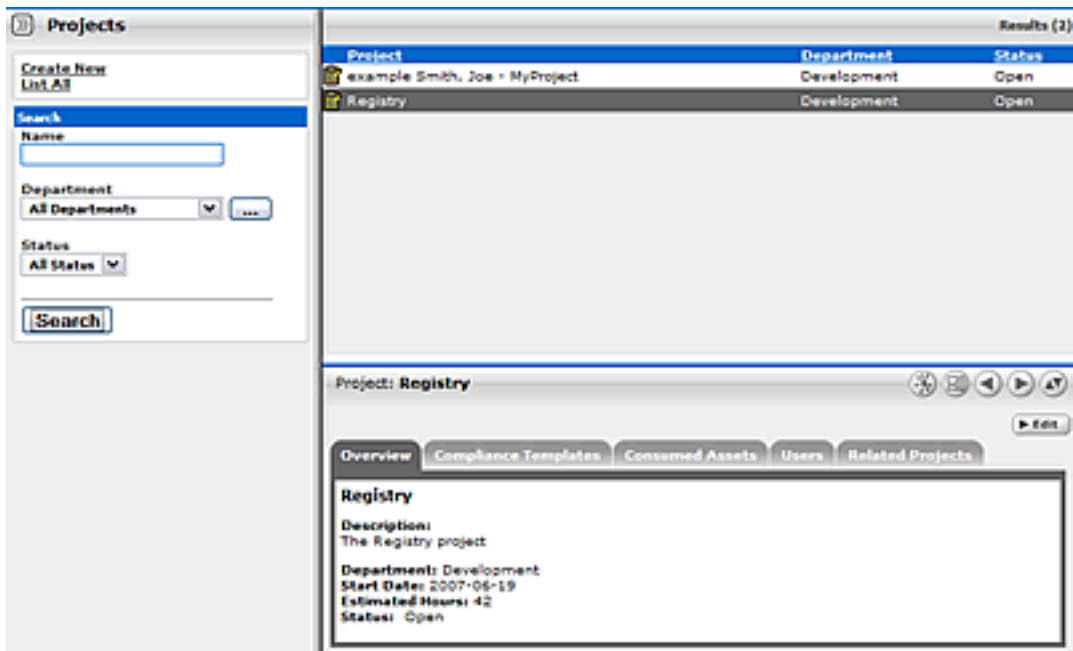 Projects
Create New
List All
Search
Name
Department
All Departments
...
Status
All Status
Search
Results (2)
Project Department Status
example Smith, Joe - MyProject Development Open
Registry Development Open
Project: Registry
Edit
Overview Compliance Templates Consumed Assets Users Related Projects
Registry
Description:
The Registry project
Department: Development
Start Date: 2007-06-19
Estimated Hours: 42
Status: Open